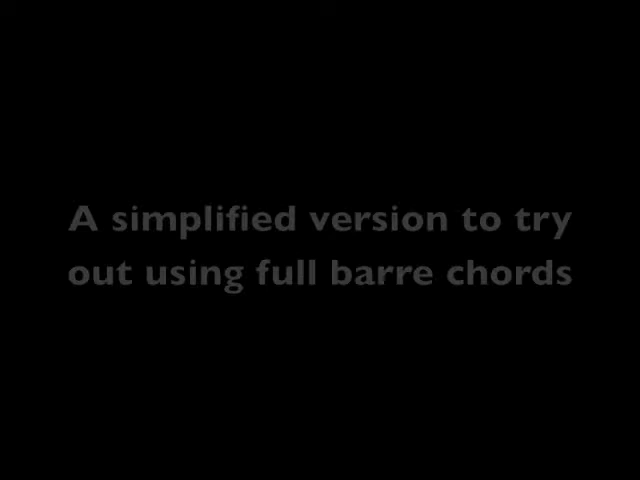 A simplified version to try
out using full barre chords